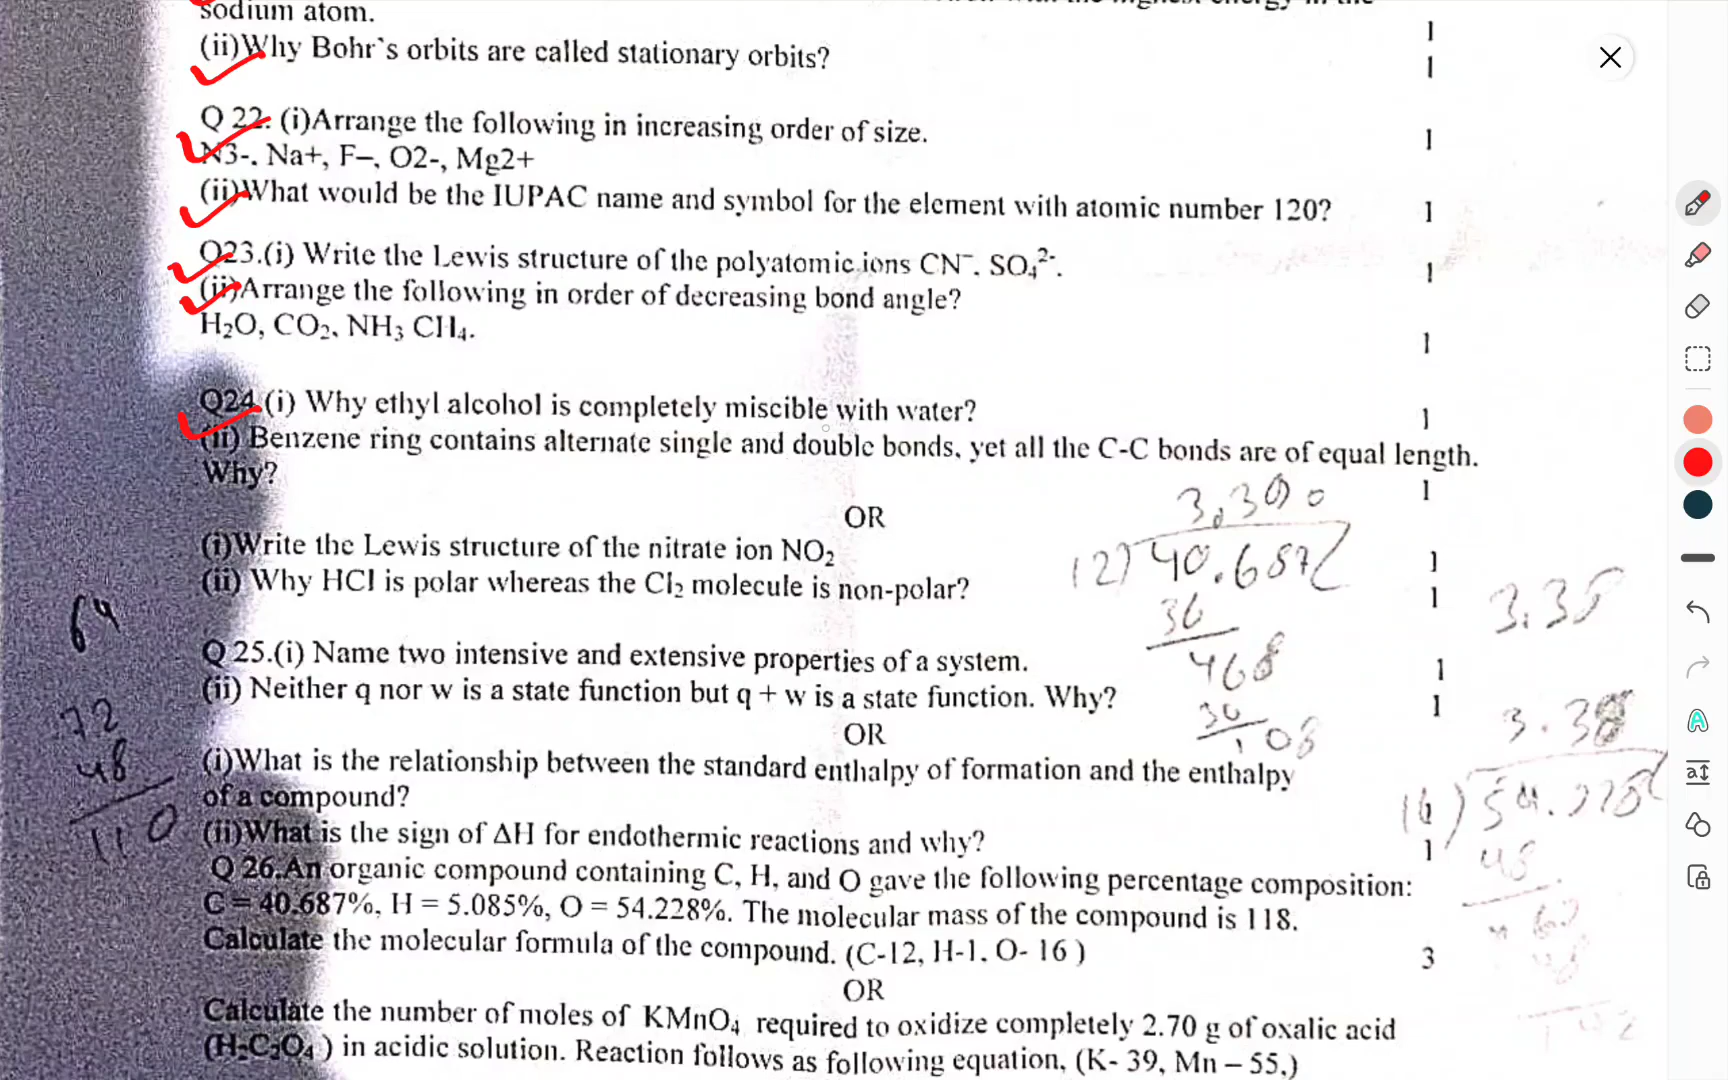 sodium atom.
1
(ii)Why Bohr`s orbits are called stationary orbits?
1
Q 22. (i)Arrange the following in increasing order of size.
1
N3-, Na+, F–, O2-, Mg2+
(ii)What would be the IUPAC name and symbol for the element with atomic number 120?
1
Q23.(i) Write the Lewis structure of the polyatomic ions CN⁻. SO₄²⁻.
1
(ii)Arrange the following in order of decreasing bond angle?
H₂O, CO₂, NH₃ CH₄.
1
Q24.(i) Why ethyl alcohol is completely miscible with water?
1
(ii) Benzene ring contains alternate single and double bonds, yet all the C-C bonds are of equal length.
Why?
1
OR
(i)Write the Lewis structure of the nitrate ion NO₂
1
(ii) Why HCl is polar whereas the Cl₂ molecule is non-polar?
1
Q 25.(i) Name two intensive and extensive properties of a system.
1
(ii) Neither q nor w is a state function but q + w is a state function. Why?
1
OR
(i)What is the relationship between the standard enthalpy of formation and the enthalpy
of a compound?
(ii)What is the sign of ΔH for endothermic reactions and why?
1
Q 26.An organic compound containing C, H, and O gave the following percentage composition:
C = 40.687%, H = 5.085%, O = 54.228%. The molecular mass of the compound is 118.
Calculate the molecular formula of the compound. (C-12, H-1. O- 16 )
3
OR
Calculate the number of moles of KMnO₄ required to oxidize completely 2.70 g of oxalic acid
(H₂C₂O₄ ) in acidic solution. Reaction follows as following equation, (K- 39, Mn – 55,)
64
72
48
110
12) 40.687
36
468
36
108
3.35
3.38
48